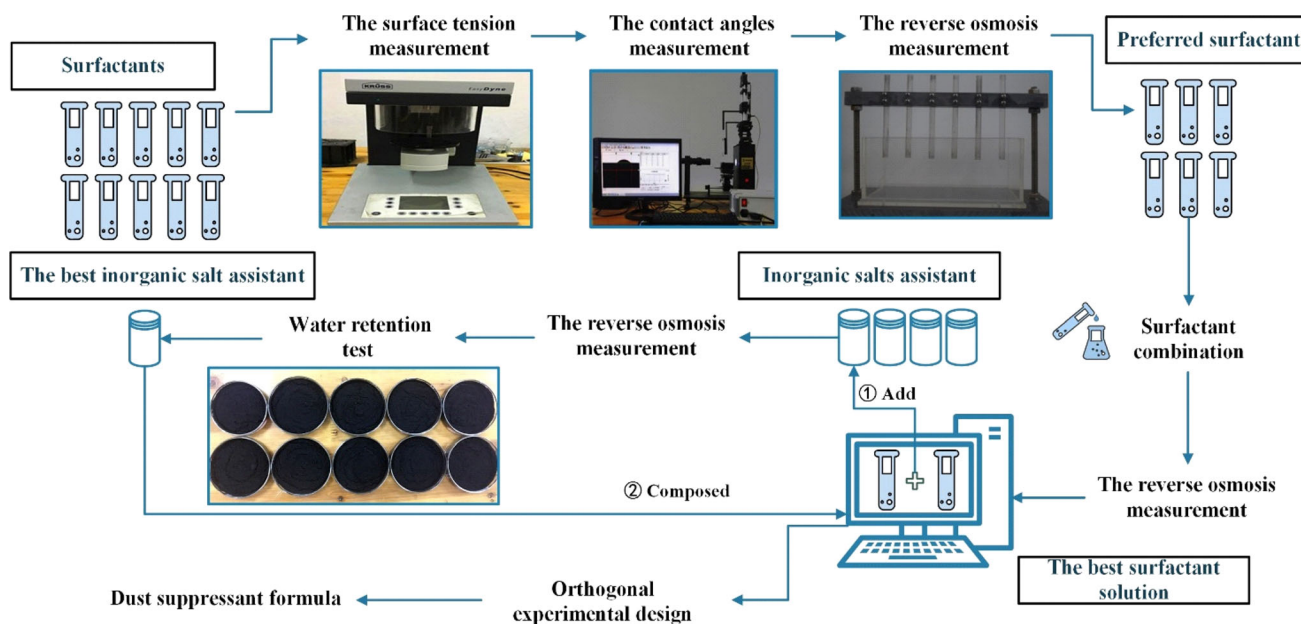 The surface tension
measurement
The contact angles
measurement
The reverse osmosis
measurement
Preferred surfactant
Surfactants
KRÜSS
EasyDyne
The best inorganic salt assistant
Inorganic salts assistant
Water retention
test
The reverse osmosis
measurement
Surfactant
combination
① Add
② Composed
The reverse osmosis
measurement
The best surfactant
solution
Orthogonal
experimental design
Dust suppressant formula